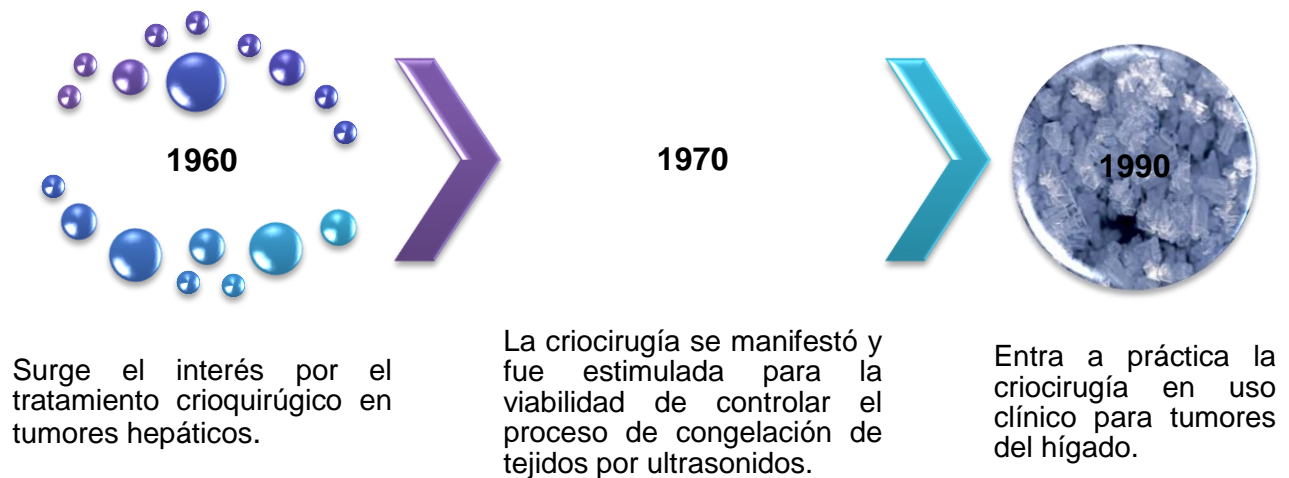 1960
Surge el interés por el
tratamiento crioquirúgico en
tumores hepáticos.
1970
La criocirugía se manifestó y
fue estimulada para la
viabilidad de controlar el
proceso de congelación de
tejidos por ultrasonidos.
1990
Entra a práctica la
criocirugía en uso
clínico para tumores
del hígado.